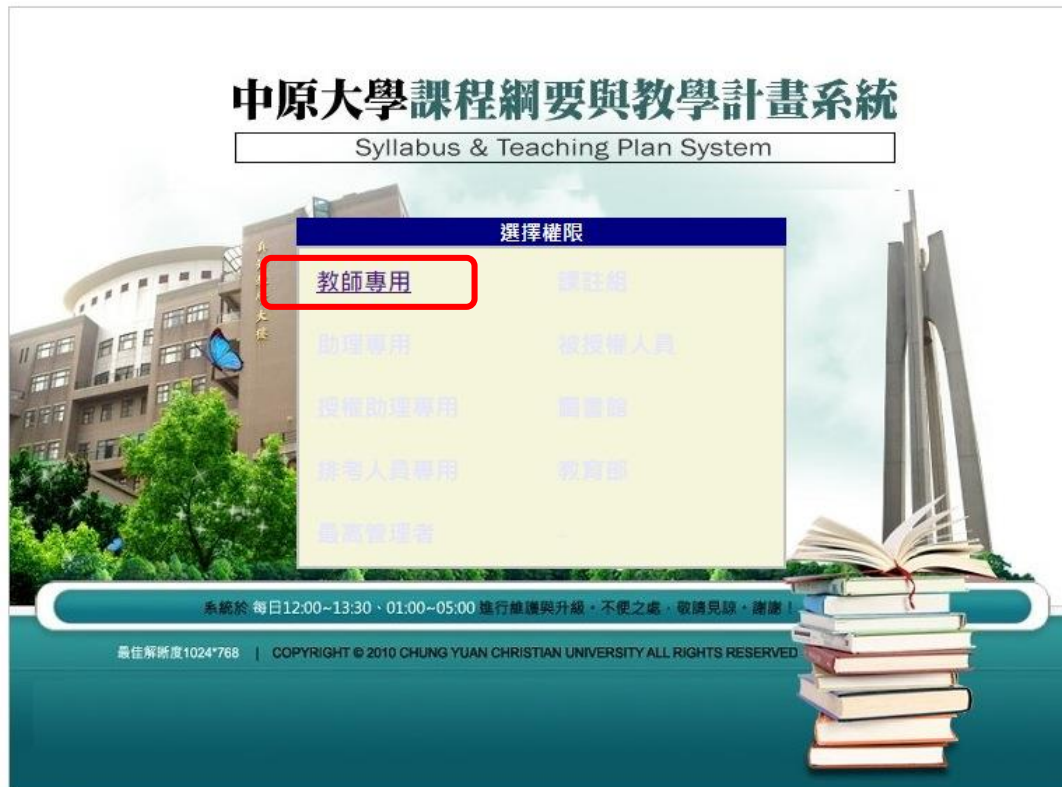 中原大學課程綱要與教學計畫系統
Syllabus & Teaching Plan System
選擇權限
教師專用 課註組
助理專用 被授權人員
授權助理專用 圖書館
排考人員專用 教育部
最高管理者 -
系統於 每日12:00~13:30、01:00~05:00 進行維護與升級。不便之處，敬請見諒。謝謝！
最佳解晰度1024*768 | COPYRIGHT © 2010 CHUNG YUAN CHRISTIAN UNIVERSITY ALL RIGHTS RESERVED